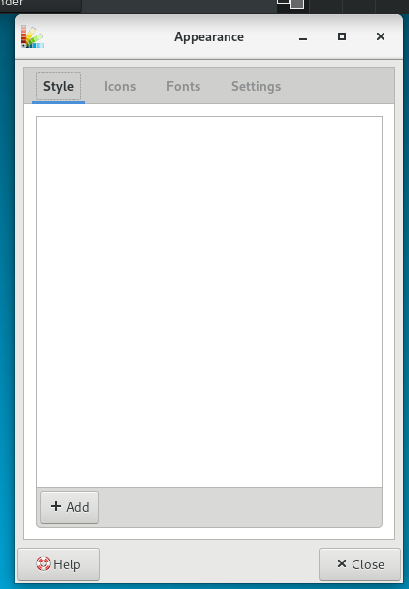 Appearance
Style Icons Fonts Settings
Add
Help Close